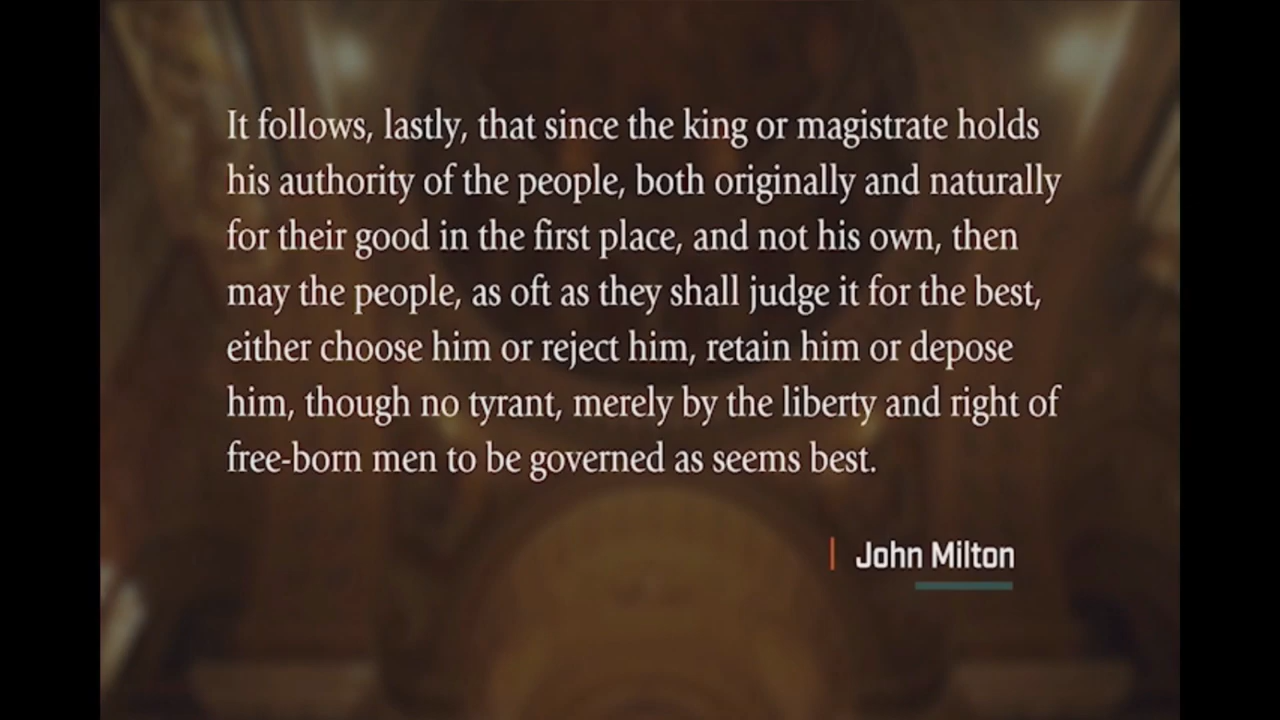 It follows, lastly, that since the king or magistrate holds
his authority of the people, both originally and naturally
for their good in the first place, and not his own, then
may the people, as oft as they shall judge it for the best,
either choose him or reject him, retain him or depose
him, though no tyrant, merely by the liberty and right of
free-born men to be governed as seems best.
John Milton